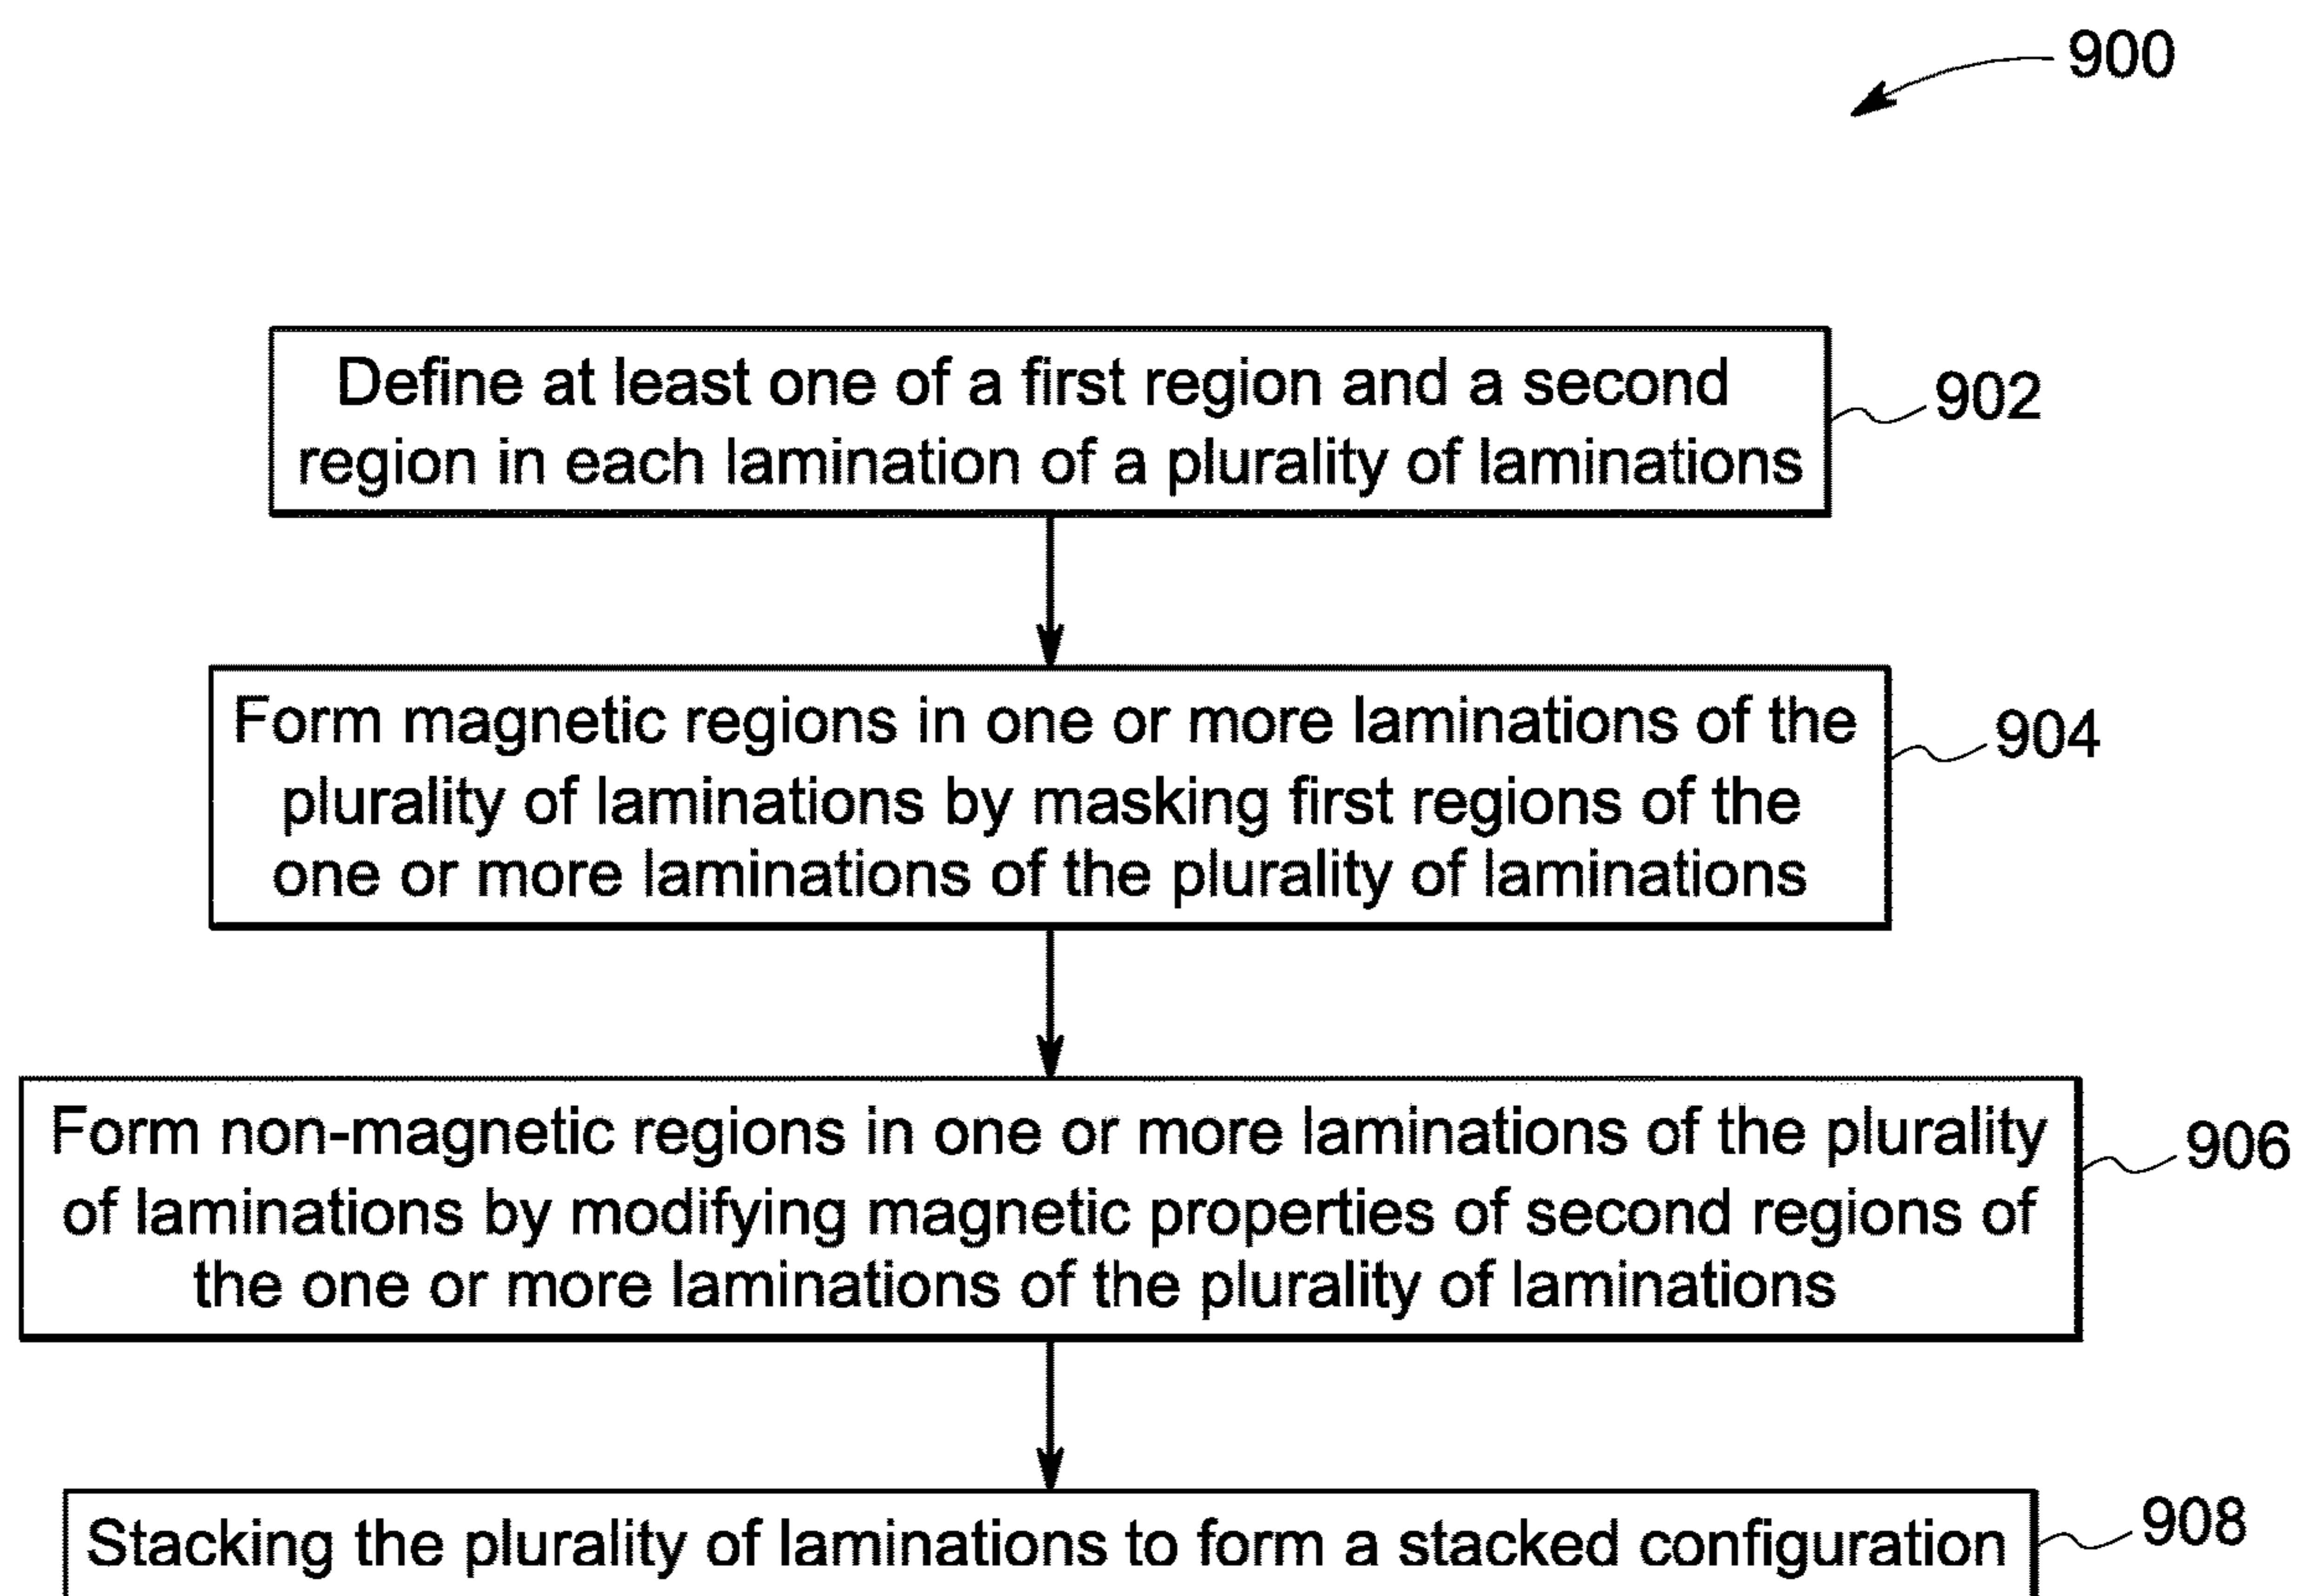 900
Define at least one of a first region and a second
region in each lamination of a plurality of laminations
902
Form magnetic regions in one or more laminations of the
plurality of laminations by masking first regions of the
one or more laminations of the plurality of laminations
904
Form non-magnetic regions in one or more laminations of the plurality
of laminations by modifying magnetic properties of second regions of
the one or more laminations of the plurality of laminations
906
Stacking the plurality of laminations to form a stacked configuration
908